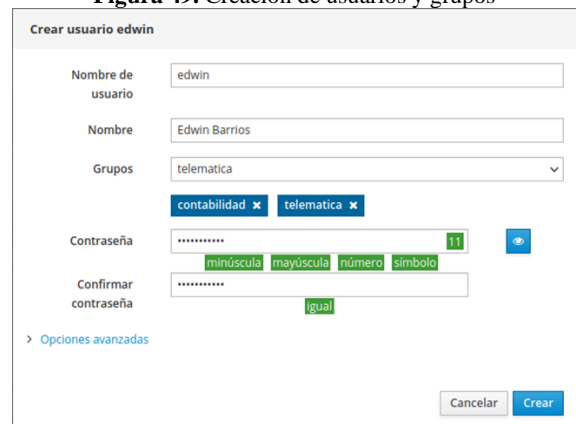 Figura 49. Creación de usuarios y grupos
Crear usuario edwin
Nombre de
usuario
edwin
Nombre
Edwin Barrios
Grupos
telematica
contabilidad × telematica ×
Contraseña
••••••••••• 11
minúscula mayúscula número símbolo
Confirmar
contraseña
•••••••••••
igual
> Opciones avanzadas
Cancelar Crear